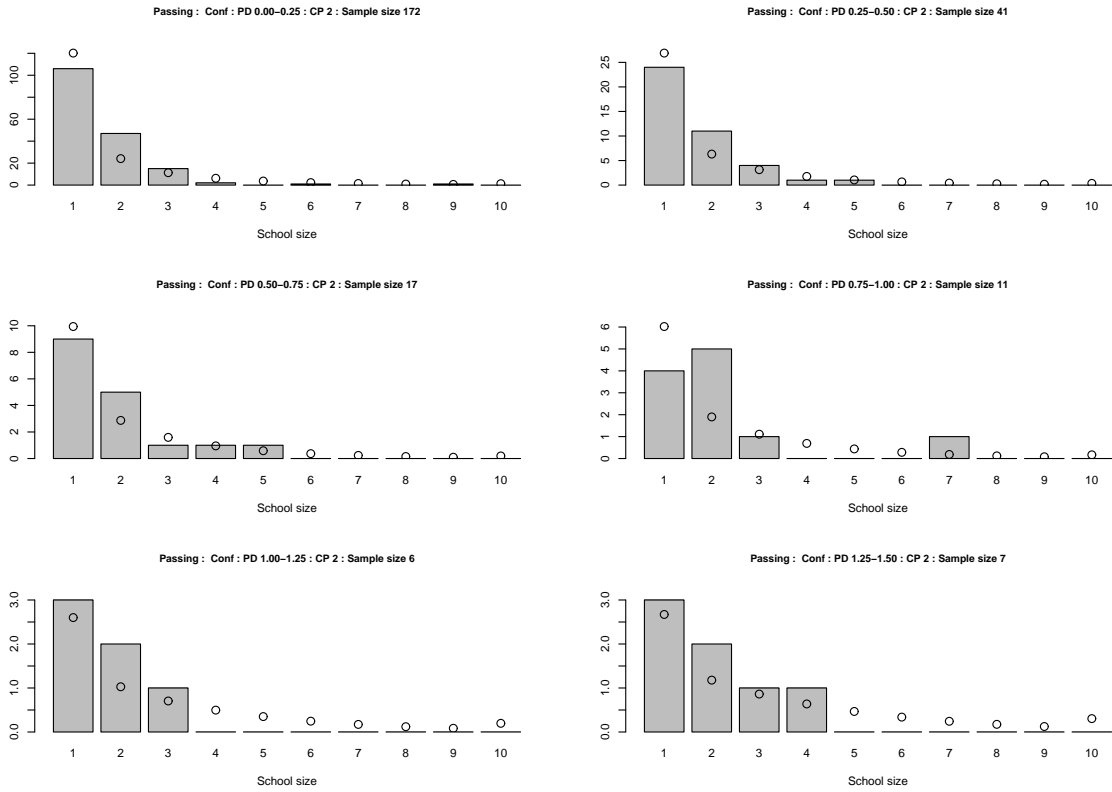 Passing : Conf : PD 0.00−0.25 : CP 2 : Sample size 172
0 20 60 100
1 2 3 4 5 6 7 8 9 10
School size
Passing : Conf : PD 0.25−0.50 : CP 2 : Sample size 41
0 5 10 15 20 25
1 2 3 4 5 6 7 8 9 10
School size
Passing : Conf : PD 0.50−0.75 : CP 2 : Sample size 17
0 2 4 6 8 10
1 2 3 4 5 6 7 8 9 10
School size
Passing : Conf : PD 0.75−1.00 : CP 2 : Sample size 11
0 1 2 3 4 5 6
1 2 3 4 5 6 7 8 9 10
School size
Passing : Conf : PD 1.00−1.25 : CP 2 : Sample size 6
0.0 1.0 2.0 3.0
1 2 3 4 5 6 7 8 9 10
School size
Passing : Conf : PD 1.25−1.50 : CP 2 : Sample size 7
0.0 1.0 2.0 3.0
1 2 3 4 5 6 7 8 9 10
School size